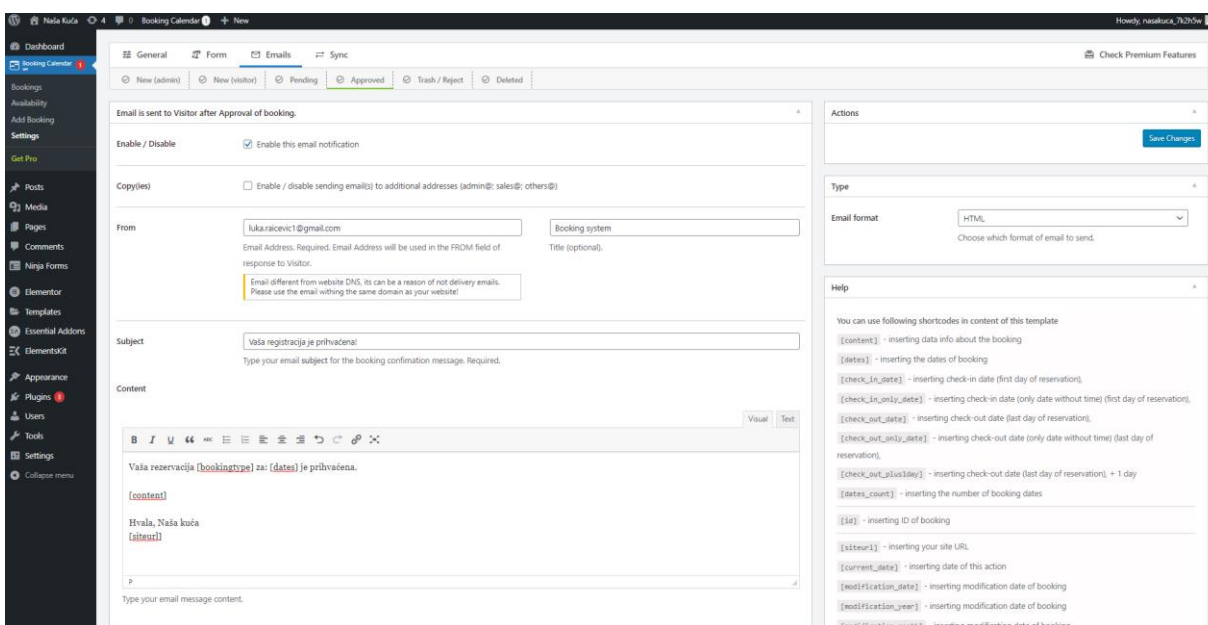 Naša Kuća 4 0 Booking Calendar 1 + New
Howdy, nasakuca_7k2h5w
Dashboard
Booking Calendar 1
Bookings
Availability
Add Booking
Settings
Get Pro
Posts
Media
Pages
Comments
Ninja Forms
Elementor
Templates
Essential Addons
ElementsKit
Appearance
Plugins
Users
Tools
Settings
Collapse menu
General Form Emails Sync
Check Premium Features
New (admin) New (visitor) Pending Approved Trash / Reject Deleted
Email is sent to Visitor after Approval of booking.
Enable / Disable
Enable this email notification
Copy(ies)
Enable / disable sending email(s) to additional addresses (admin@; sales@; others@)
From
luka.raicevic1@gmail.com
Booking system
Email Address. Required. Email Address will be used in the FROM field of
response to Visitor.
Title (optional).
Email different from website DNS, its can be a reason of not delivery emails.
Please use the email withing the same domain as your website!
Subject
Vaša registracija je prihvaćena!
Type your email subject for the booking confimation message. Required.
Content
Visual Text
B I U
Vaša rezervacija [bookingtype] za: [dates] je prihvaćena.
[content]
Hvala, Naša kuća
[siteurl]
P
Type your email message content.
Actions
Save Changes
Type
Email format
HTML
Choose which format of email to send.
Help
You can use following shortcodes in content of this template
[content] - inserting data info about the booking
[dates] - inserting the dates of booking
[check_in_date] - inserting check-in date (first day of reservation),
[check_in_only_date] - inserting check-in date (only date without time) (first day of reservation),
[check_out_date] - inserting check-out date (last day of reservation),
[check_out_only_date] - inserting check-out date (only date without time) (last day of
reservation),
[check_out_plus1day] - inserting check-out date (last day of reservation), + 1 day
[dates_count] - inserting the number of booking dates
[id] - inserting ID of booking
[siteurl] - inserting your site URL
[current_date] - inserting date of this action
[modification_date] - inserting modification date of booking
[modification_year] - inserting modification date of booking